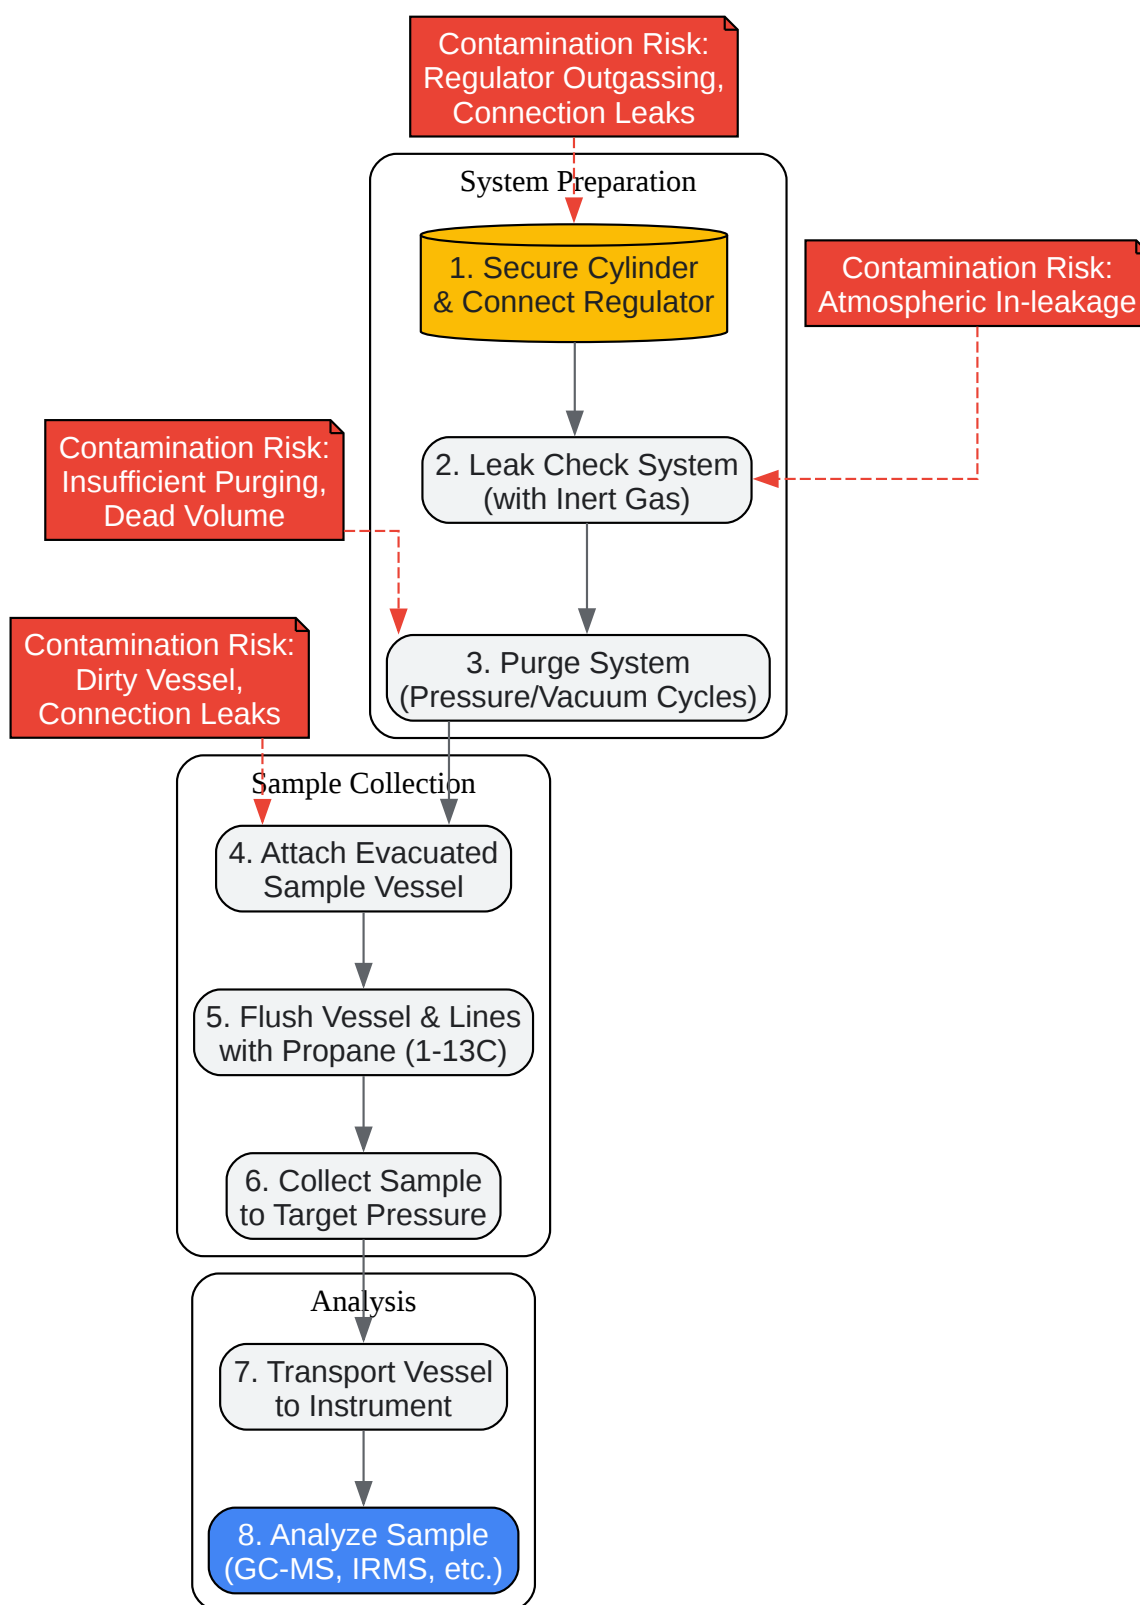 Contamination Risk:
Regulator Outgassing,
Connection Leaks
System Preparation
1. Secure Cylinder
& Connect Regulator
Contamination Risk:
Atmospheric In-leakage
2. Leak Check System
(with Inert Gas)
Contamination Risk:
Insufficient Purging,
Dead Volume
3. Purge System
(Pressure/Vacuum Cycles)
Contamination Risk:
Dirty Vessel,
Connection Leaks
Sample Collection
4. Attach Evacuated
Sample Vessel
5. Flush Vessel & Lines
with Propane (1-13C)
6. Collect Sample
to Target Pressure
Analysis
7. Transport Vessel
to Instrument
8. Analyze Sample
(GC-MS, IRMS, etc.)